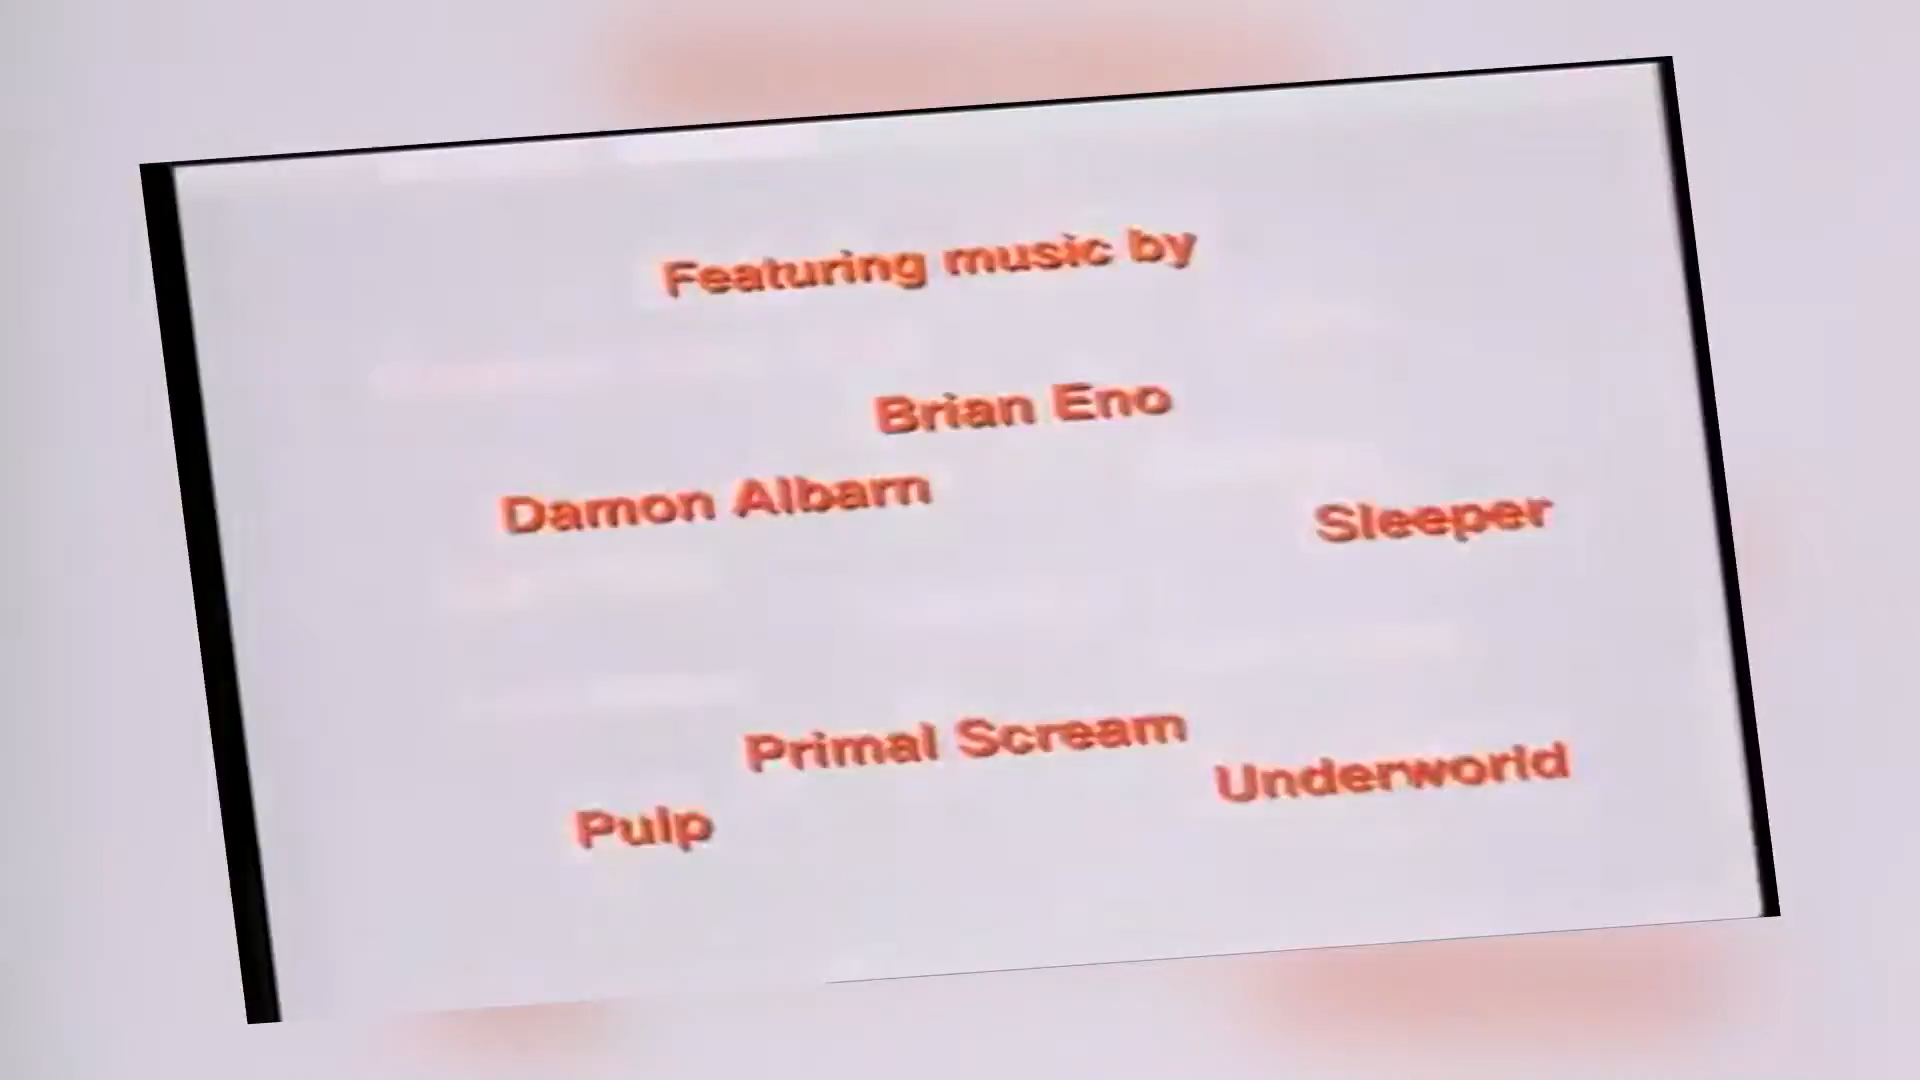 Featuring music by
Brian Eno
Damon Albarn
Sleeper
Primal Scream
Underworld
Pulp